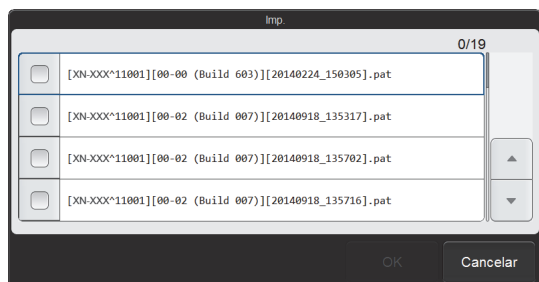 Imp.
0/19
[XN-XXX^11001][00-00 (Build 603)][20140224_150305].pat
[XN-XXX^11001][00-02 (Build 007)][20140918_135317].pat
[XN-XXX^11001][00-02 (Build 007)][20140918_135702].pat
[XN-XXX^11001][00-02 (Build 007)][20140918_135716].pat
OK Cancelar